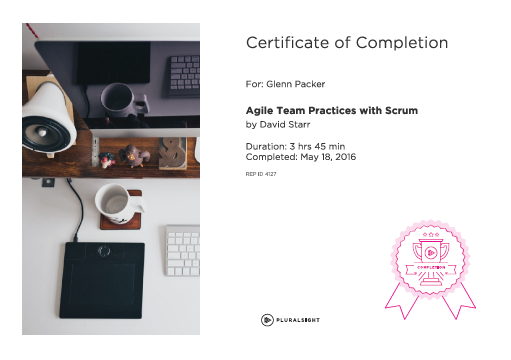 Certificate of Completion
For: Glenn Packer
Agile Team Practices with Scrum
by David Starr
Duration: 3 hrs 45 min
Completed: May 18, 2016
REP ID 4127
COMPLETION
PLURALSIGHT